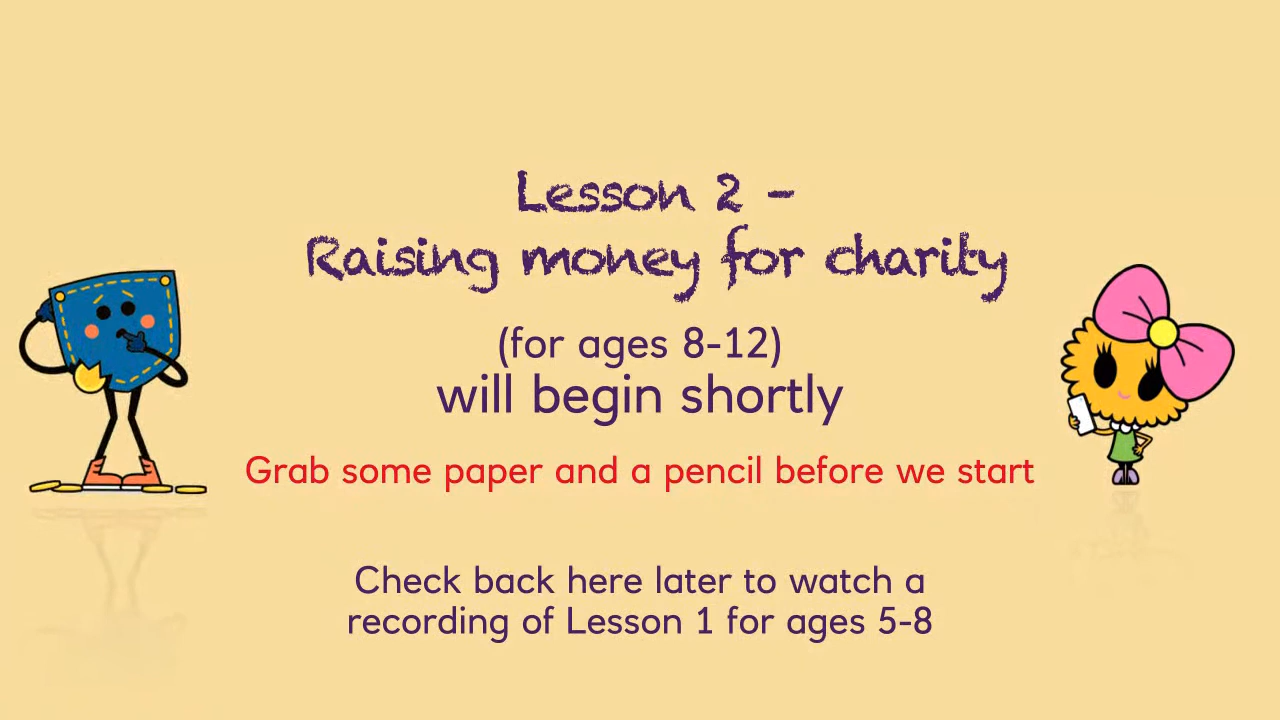 Lesson 2 -
Raising money for charity
(for ages 8-12)
will begin shortly
Grab some paper and a pencil before we start
Check back here later to watch a
recording of Lesson 1 for ages 5-8